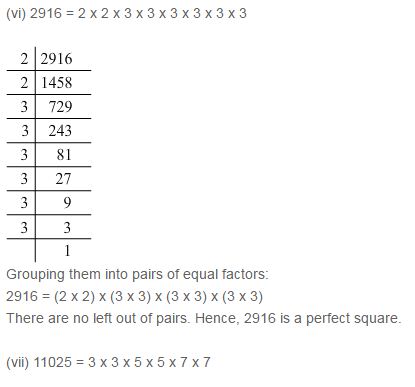 (vi) 2916 = 2 x 2 x 3 x 3 x 3 x 3 x 3 x 3
2 2916
2 1458
3 729
3 243
3 81
3 27
3 9
3 3
1
Grouping them into pairs of equal factors:
2916 = (2 x 2) x (3 x 3) x (3 x 3) x (3 x 3)
There are no left out of pairs. Hence, 2916 is a perfect square.
(vii) 11025 = 3 x 3 x 5 x 5 x 7 x 7